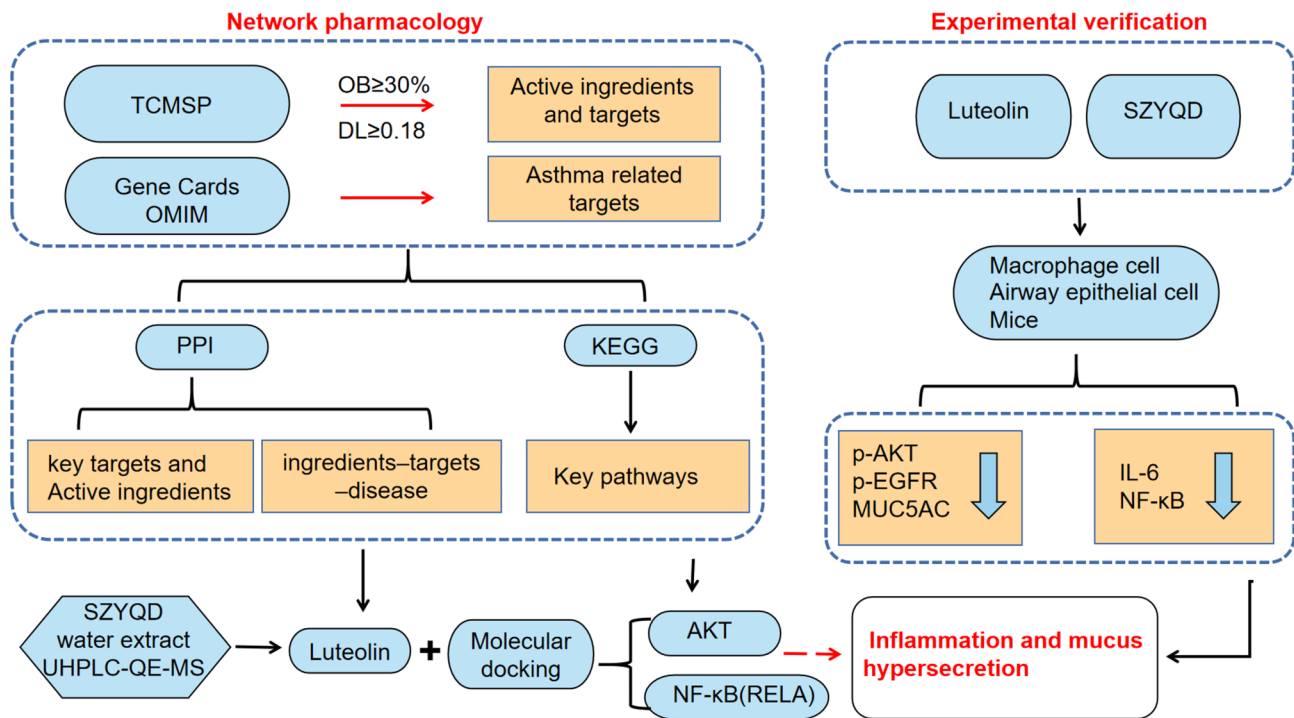 Network pharmacology
TCMSP
OB≥30%
DL≥0.18
Active ingredients
and targets
Gene Cards
OMIM
Asthma related
targets
PPI
KEGG
key targets and
Active ingredients
ingredients–targets
–disease
Key pathways
SZYQD
water extract
UHPLC-QE-MS
Luteolin
+
Molecular
docking
AKT
NF-κB(RELA)
Experimental verification
Luteolin
SZYQD
Macrophage cell
Airway epithelial cell
Mice
p-AKT
p-EGFR
MUC5AC
IL-6
NF-κB
Inflammation and mucus
hypersecretion